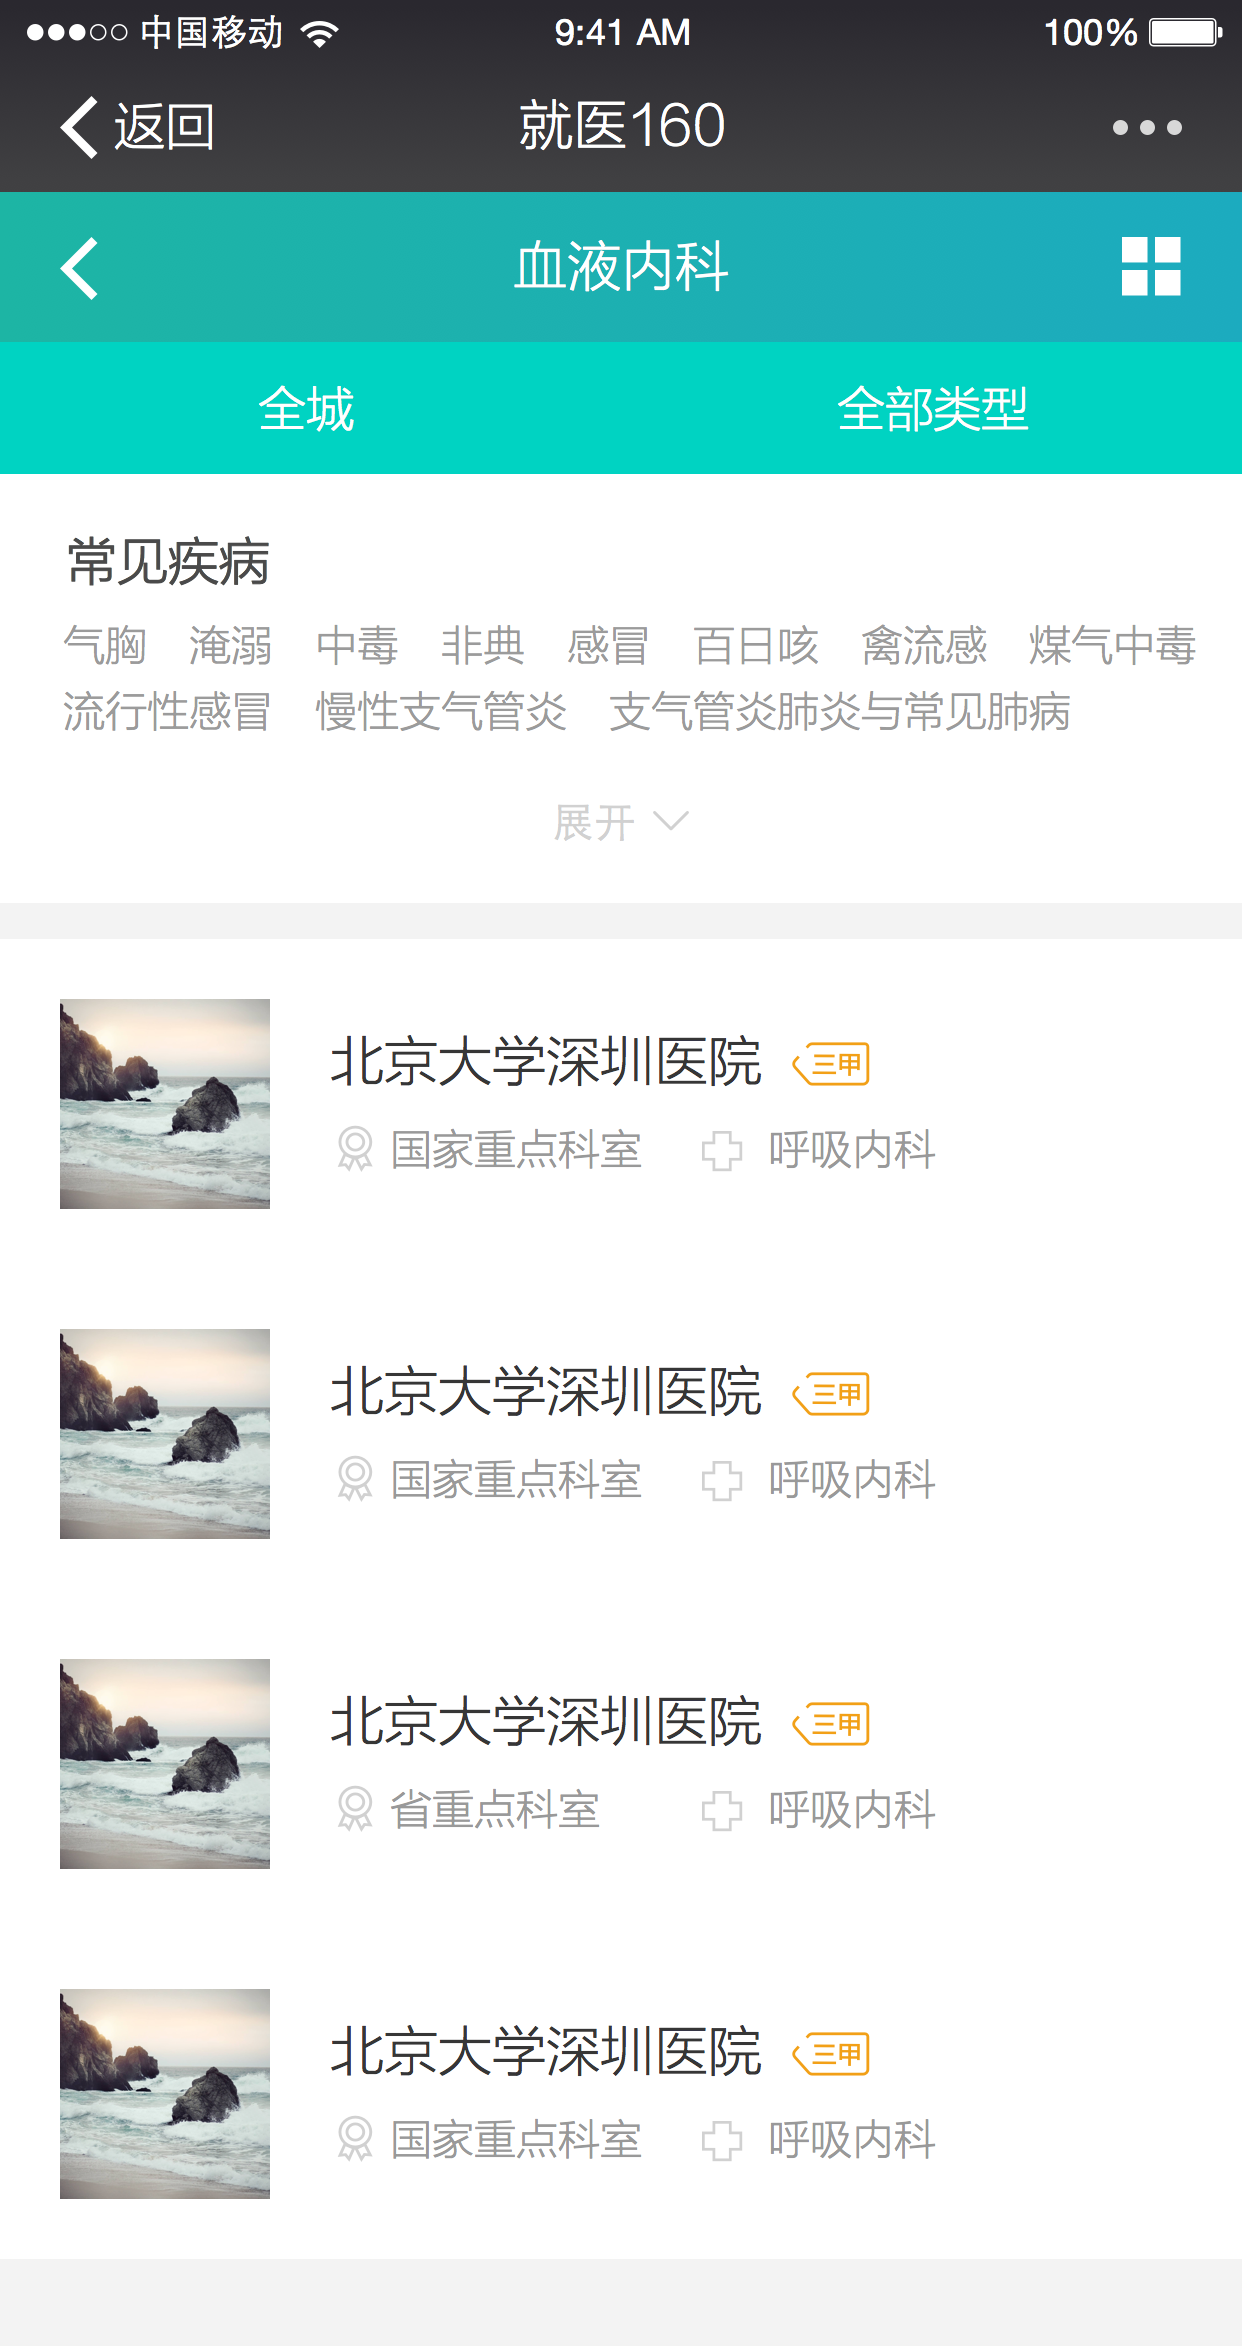 中国移动 9:41 AM 100%
返回 就医160
血液内科
全城 全部类型
常见疾病
气胸 淹溺 中毒 非典 感冒 百日咳 禽流感 煤气中毒
流行性感冒 慢性支气管炎 支气管炎肺炎与常见肺病
展开
北京大学深圳医院 三甲
国家重点科室 呼吸内科
北京大学深圳医院 三甲
国家重点科室 呼吸内科
北京大学深圳医院 三甲
省重点科室 呼吸内科
北京大学深圳医院 三甲
国家重点科室 呼吸内科